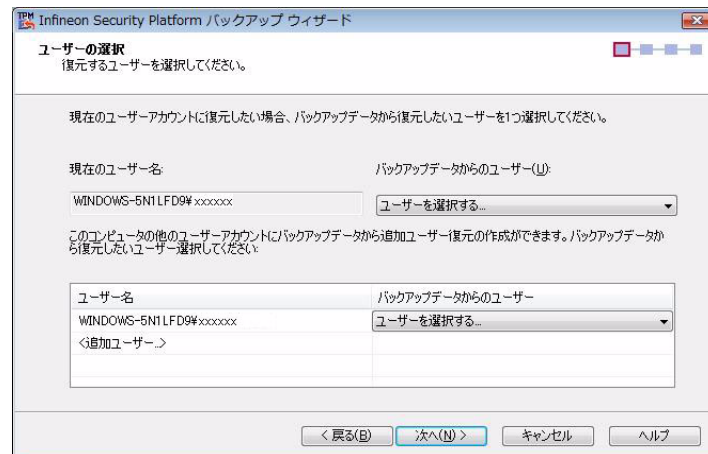 TPM Infineon Security Platform バックアップ ウィザード
ユーザーの選択
復元するユーザーを選択してください。
現在のユーザーアカウントに復元したい場合、バックアップデータから復元したいユーザーを1つ選択してください。
現在のユーザー名:
バックアップデータからのユーザー(U):
WINDOWS-5N1LFD9¥xxxxxx
ユーザーを選択する...
このコンピュータの他のユーザーアカウントにバックアップデータから追加ユーザー復元の作成ができます。バックアップデータか
ら復元したいユーザー選択してください:
ユーザー名
バックアップデータからのユーザー
WINDOWS-5N1LFD9¥xxxxxx
ユーザーを選択する...
<追加ユーザー...>
< 戻る(B)
次へ(N) >
キャンセル
ヘルプ